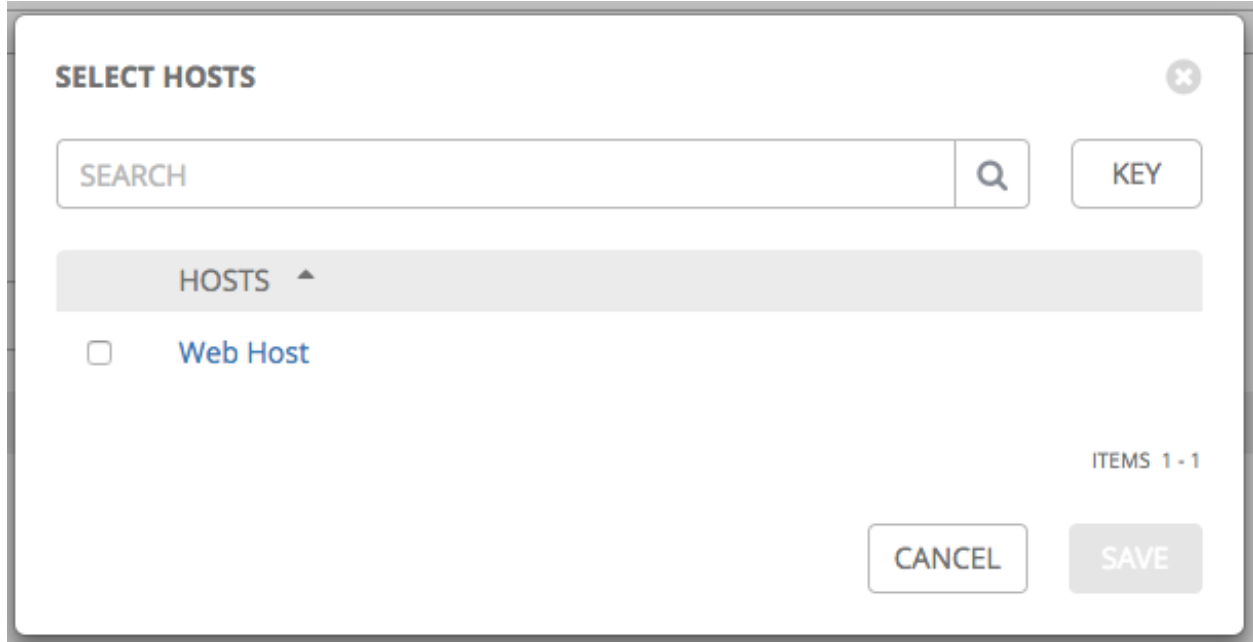 SELECT HOSTS
SEARCH
KEY
HOSTS
Web Host
ITEMS 1 - 1
CANCEL
SAVE